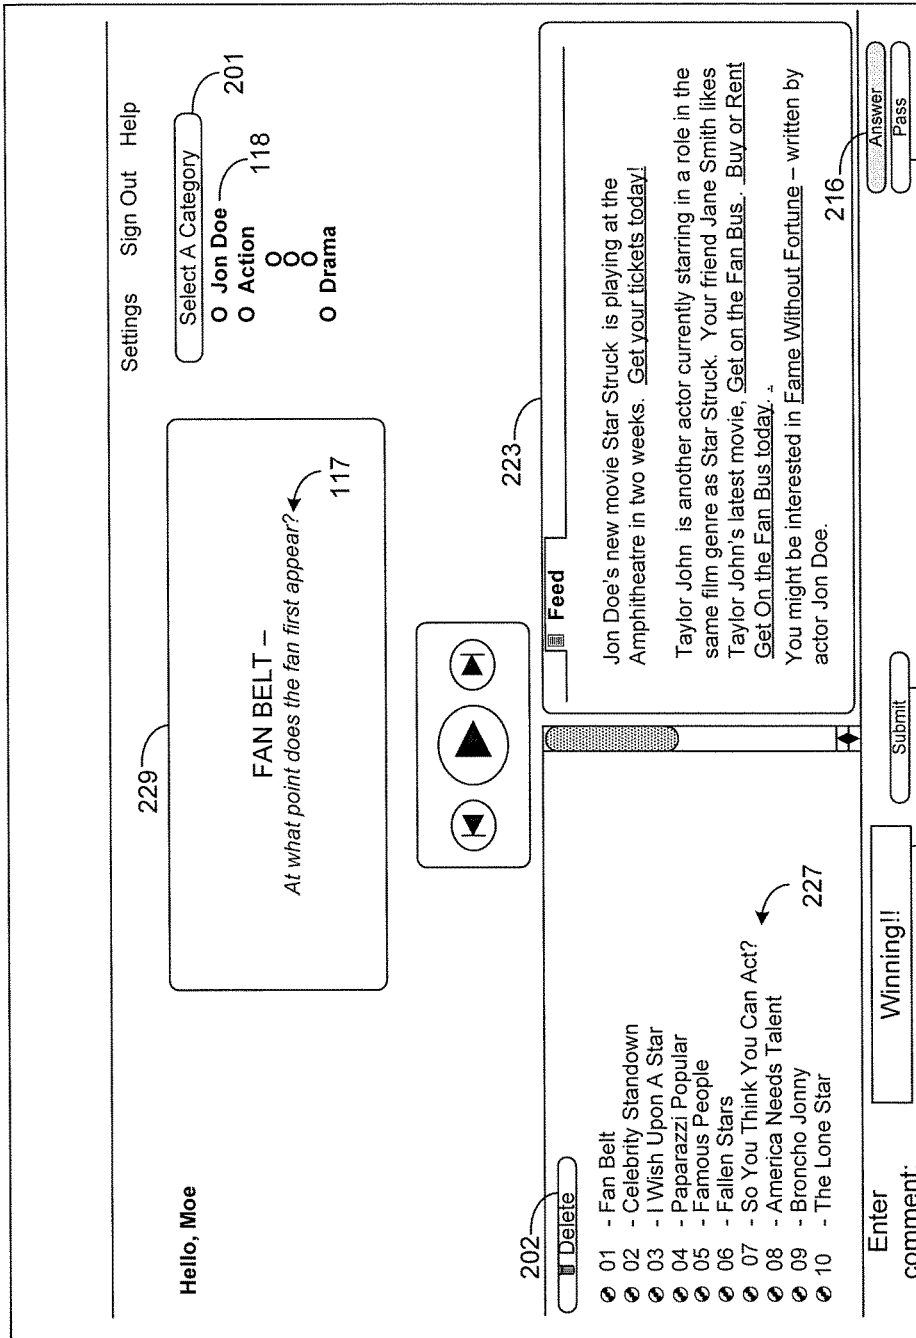 Settings Sign Out Help
Hello, Moe
229
FAN BELT –
At what point does the fan first appear?
117
Select A Category
201
O Jon Doe
118
O Action
O
O
O
O Drama
202
Delete
01 - Fan Belt
02 - Celebrity Standown
03 - I Wish Upon A Star
04 - Paparazzi Popular
05 - Famous People
06 - Fallen Stars
07 - So You Think You Can Act?
08 - America Needs Talent
09 - Broncho Jonny
10 - The Lone Star
227
223
Feed
Jon Doe's new movie Star Struck is playing at the
Amphitheatre in two weeks. Get your tickets today!
Taylor John is another actor currently starring in a role in the
same film genre as Star Struck. Your friend Jane Smith likes
Taylor John's latest movie, Get on the Fan Bus . Buy or Rent
Get On the Fan Bus today. .
You might be interested in Fame Without Fortune – written by
actor Jon Doe.
216
Enter
comment:
Winning!!
Submit
Answer
Pass